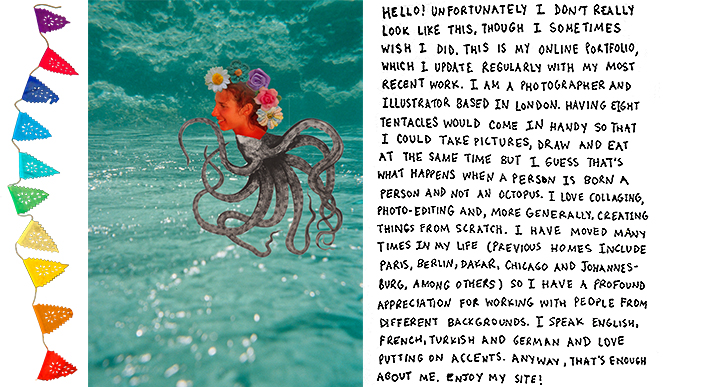 HELLO! UNFORTUNATELY I DON'T REALLY
LOOK LIKE THIS, THOUGH I SOMETIMES
WISH I DID. THIS IS MY ONLINE PORTFOLIO,
WHICH I UPDATE REGULARLY WITH MY MOST
RECENT WORK. I AM A PHOTOGRAPHER AND
ILLUSTRATOR BASED IN LONDON. HAVING EIGHT
TENTACLES WOULD COME IN HANDY SO THAT
I COULD TAKE PICTURES, DRAW AND EAT
AT THE SAME TIME BUT I GUESS THAT'S
WHAT HAPPENS WHEN A PERSON IS BORN A
PERSON AND NOT AN OCTOPUS. I LOVE COLLAGING,
PHOTO-EDITING AND, MORE GENERALLY, CREATING
THINGS FROM SCRATCH. I HAVE MOVED MANY
TIMES IN MY LIFE (PREVIOUS HOMES INCLUDE
PARIS, BERLIN, DAKAR, CHICAGO AND JOHANNES-
BURG, AMONG OTHERS) SO I HAVE A PROFOUND
APPRECIATION FOR WORKING WITH PEOPLE FROM
DIFFERENT BACKGROUNDS. I SPEAK ENGLISH,
FRENCH, TURKISH AND GERMAN AND LOVE
PUTTING ON ACCENTS. ANYWAY, THAT'S ENOUGH
ABOUT ME. ENJOY MY SITE!